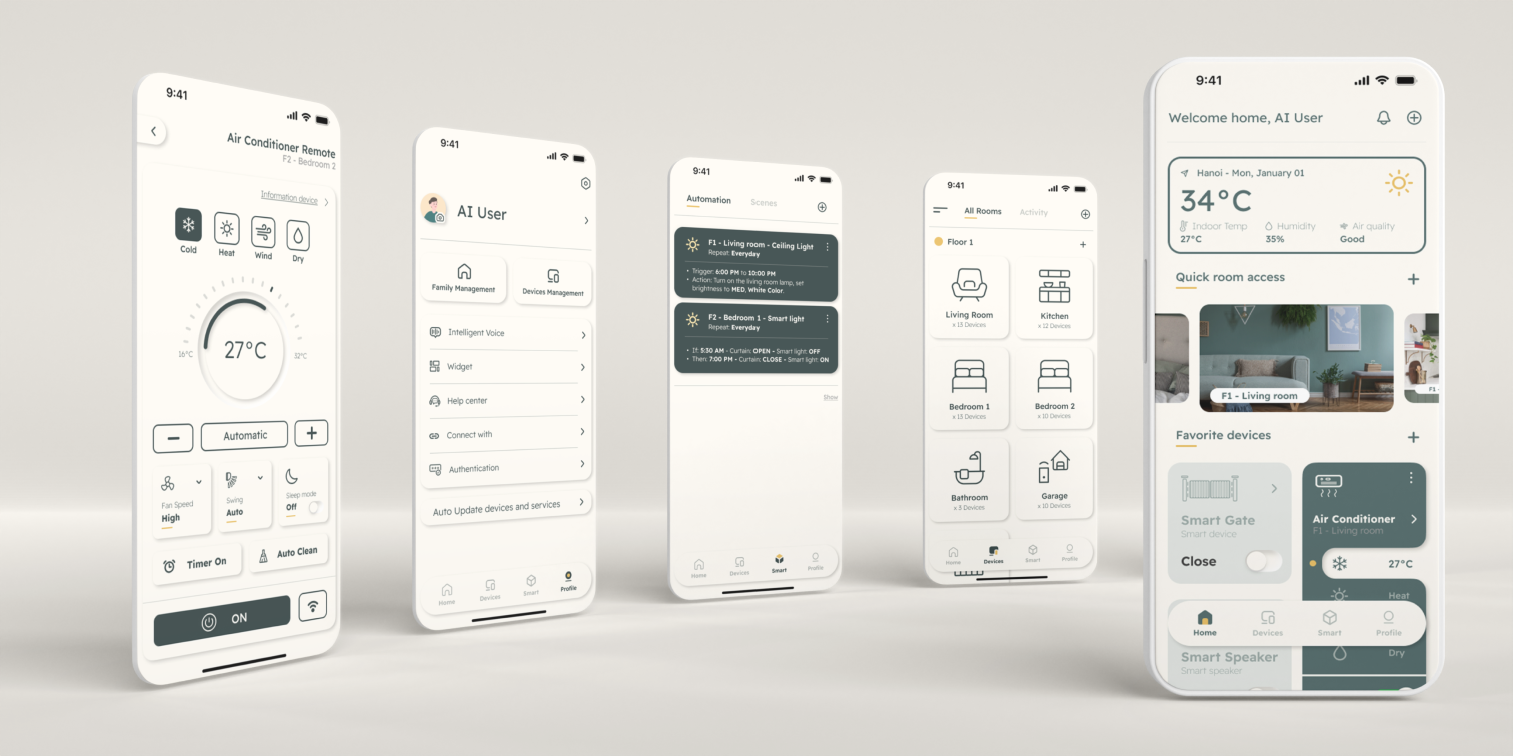 9:41
Air Conditioner Remote
F2 - Bedroom 2
Information device
Cold
Heat
Wind
Dry
27°C
16°C
32°C
Automatic
Fan Speed
High
Swing
Auto
Sleep mode
Off
Timer On
Auto Clean
ON
9:41
AI User
Family Management
Devices Management
Intelligent Voice
Widget
Help center
Connect with
Authentication
Auto Update devices and services
Home
Devices
Smart
Profile
9:41
Automation
Scenes
F1 - Living room - Ceiling Light
Repeat: Everyday
• Trigger: 6:00 PM to 10:00 PM
• Action: Turn on the living room lamp, set
brightness to MED, White Color.
F2 - Bedroom 1 - Smart light
Repeat: Everyday
• If: 5:30 AM - Curtain: OPEN - Smart light: OFF
• Then: 7:00 PM - Curtain: CLOSE - Smart light: ON
Show
Home
Devices
Smart
Profile
9:41
All Rooms
Activity
Floor 1
Living Room
x 13 Devices
Kitchen
x 12 Devices
Bedroom 1
x 13 Devices
Bedroom 2
x 10 Devices
Bathroom
x 3 Devices
Garage
x 10 Devices
Home
Devices
Smart
Profile
9:41
Welcome home, AI User
Hanoi - Mon, January 01
34°C
Indoor Temp
27°C
Humidity
35%
Air quality
Good
Quick room access
F1 - Living room
F1 -
Favorite devices
Smart Gate
Smart device
Close
Air Conditioner
F1 - Living room
27°C
Heat
Home
Devices
Smart
Profile
Smart Speaker
Smart speaker
Dry